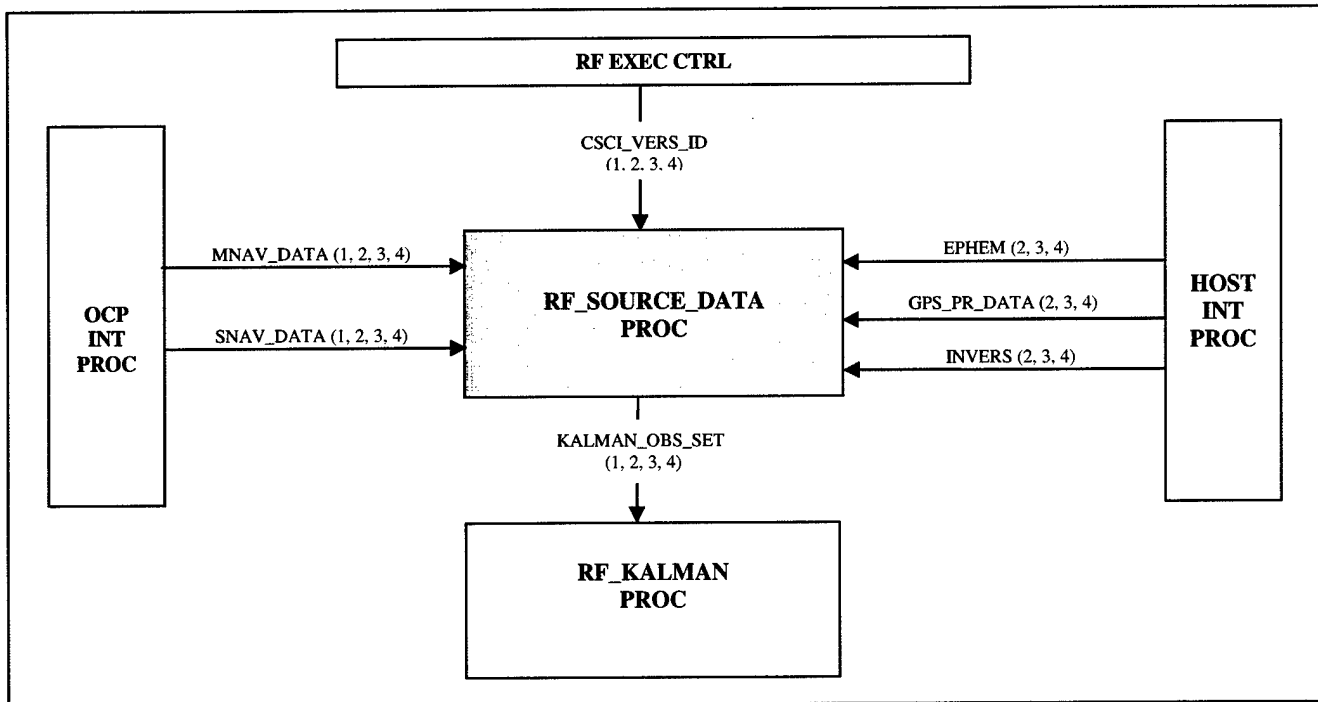 RF EXEC CTRL
CSCI_VERS_ID
(1, 2, 3, 4)
OCP
INT
PROC
MNAV_DATA (1, 2, 3, 4)
SNAV_DATA (1, 2, 3, 4)
RF_SOURCE_DATA
PROC
EPHEM (2, 3, 4)
GPS_PR_DATA (2, 3, 4)
INVERS (2, 3, 4)
HOST
INT
PROC
KALMAN_OBS_SET
(1, 2, 3, 4)
RF_KALMAN
PROC